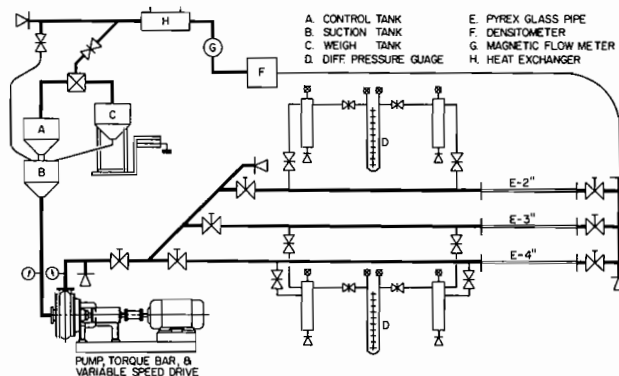 A. CONTROL TANK
B. SUCTION TANK
C. WEIGH TANK
D. DIFF. PRESSURE GUAGE
E. PYREX GLASS PIPE
F. DENSITOMETER
G. MAGNETIC FLOW METER
H. HEAT EXCHANGER
H
G
F
A
C
B
D
E-2"
E-3"
E-4"
D
PUMP, TORQUE BAR, &
VARIABLE SPEED DRIVE